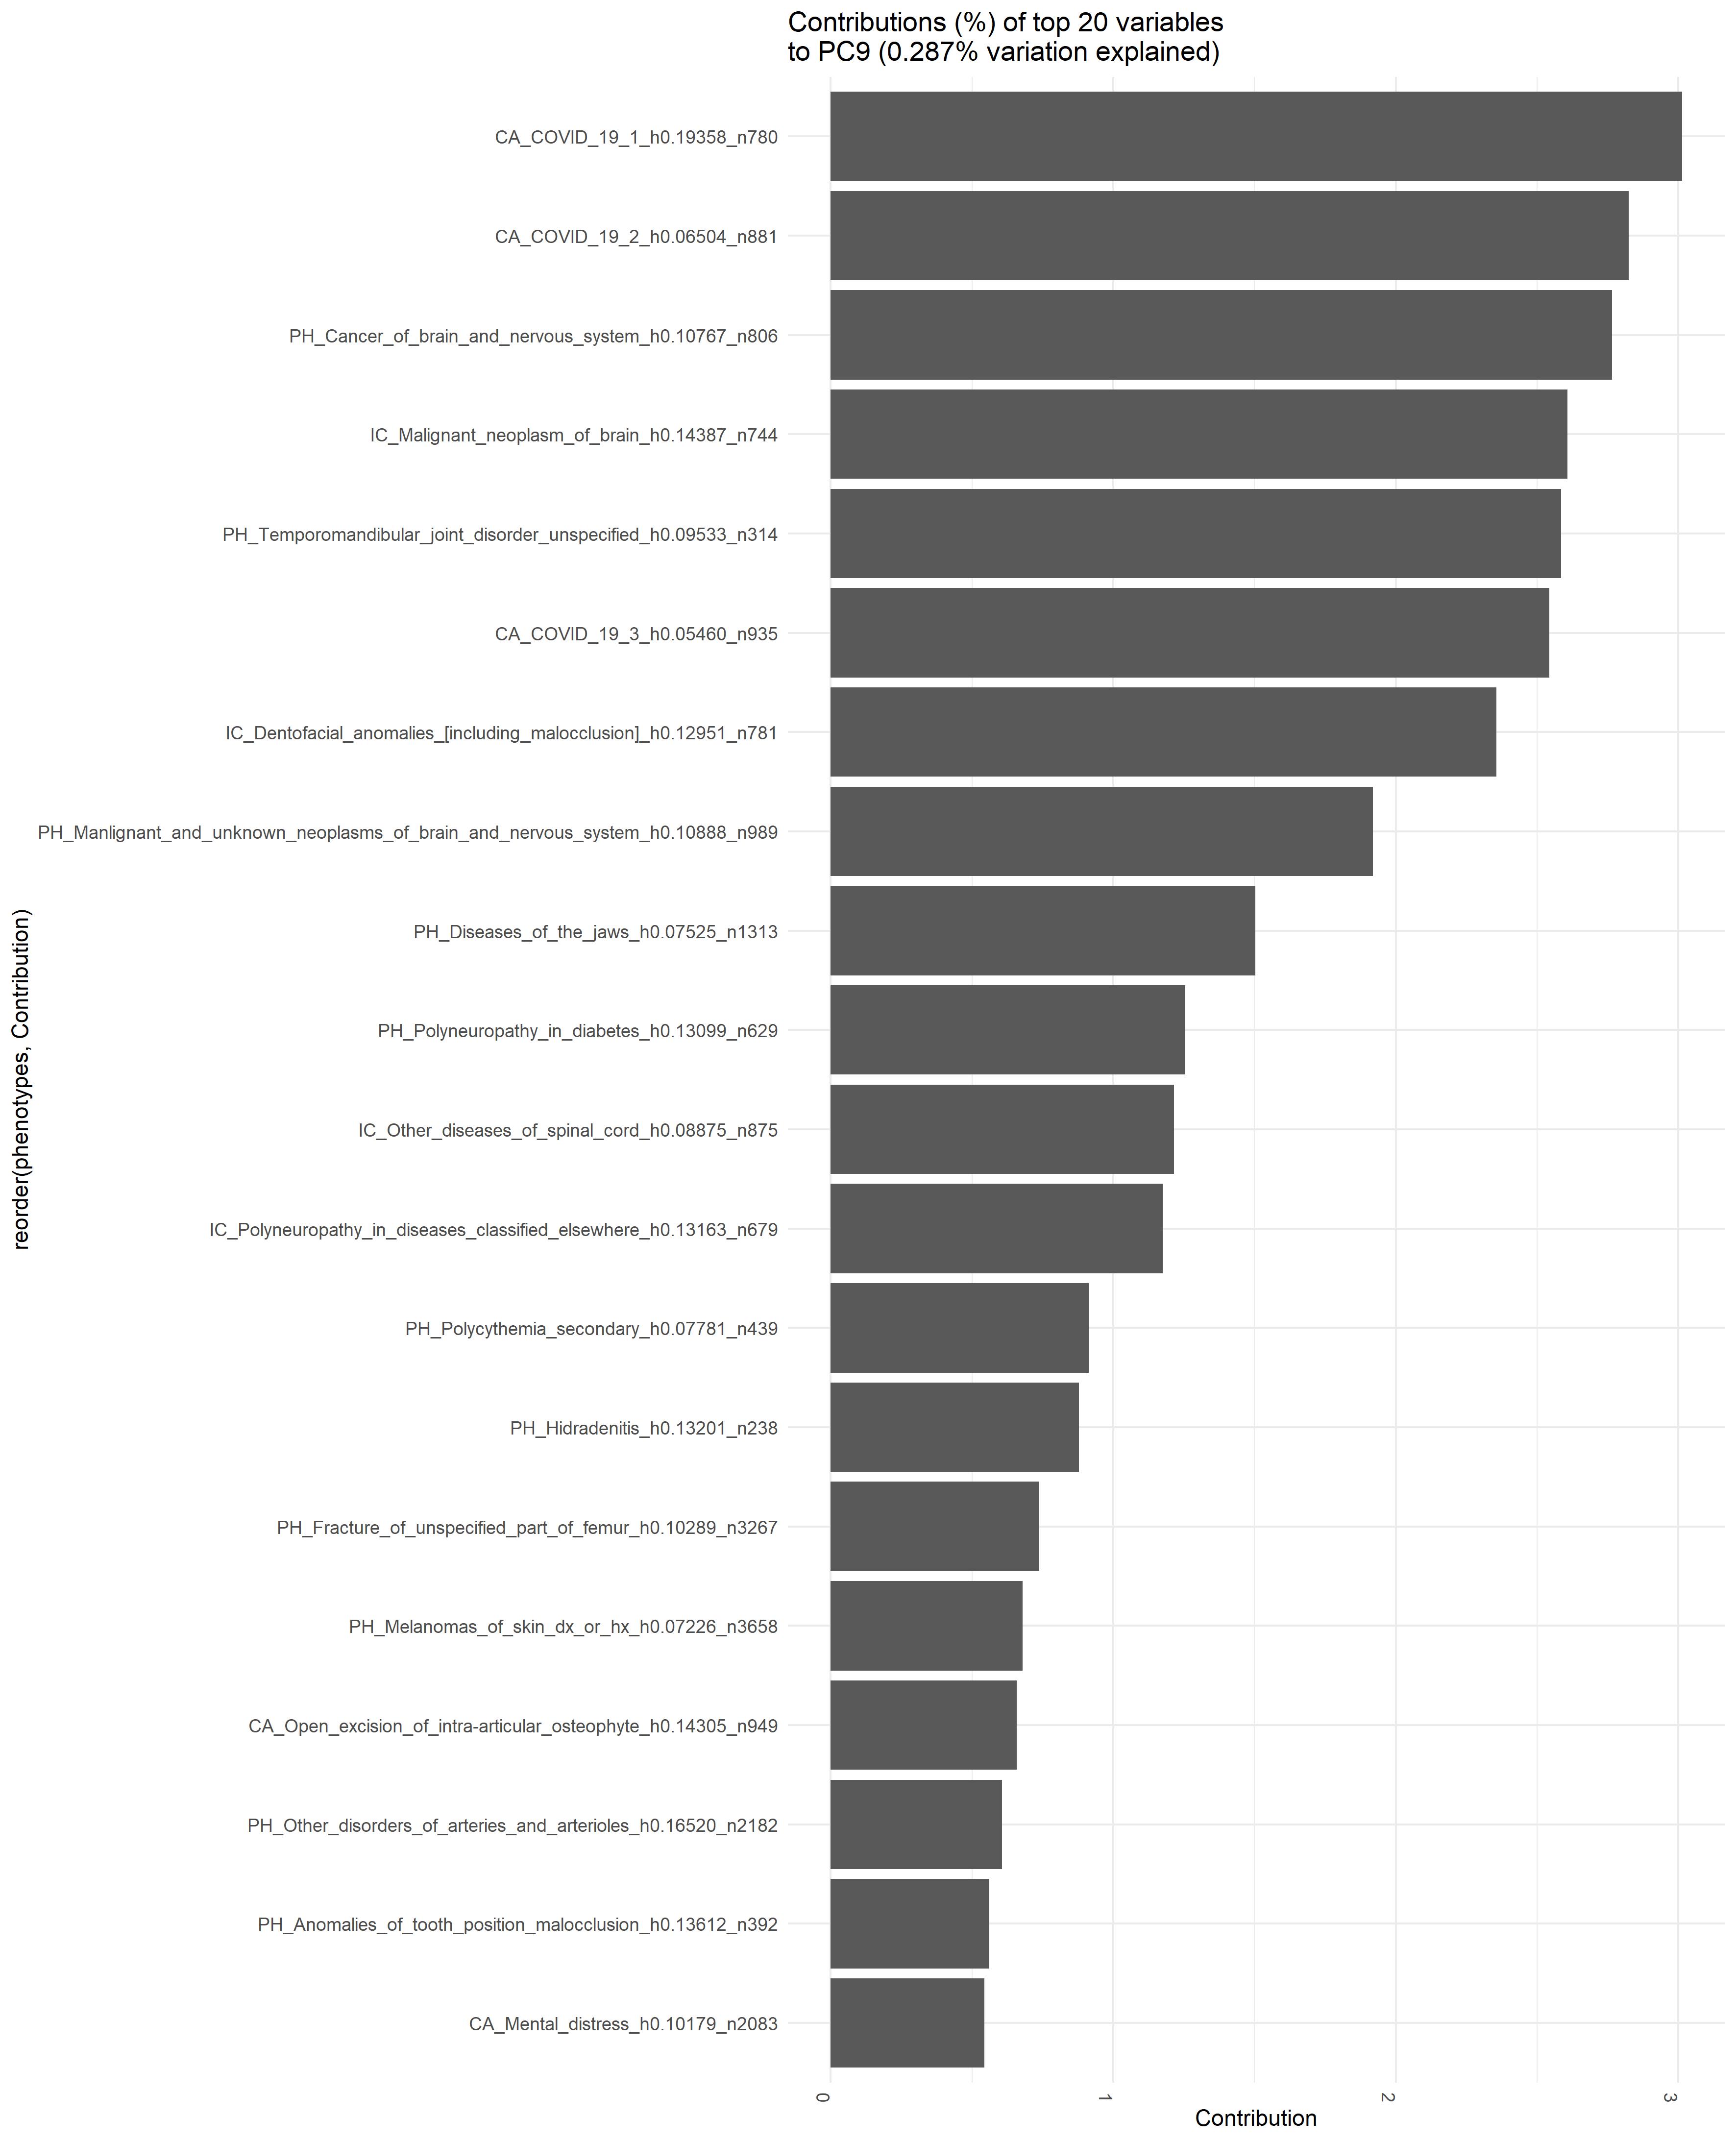 Contributions (%) of top 20 variables
to PC9 (0.287% variation explained)
CA_COVID_19_1_h0.19358_n780
CA_COVID_19_2_h0.06504_n881
PH_Cancer_of_brain_and_nervous_system_h0.10767_n806
IC_Malignant_neoplasm_of_brain_h0.14387_n744
PH_Temporomandibular_joint_disorder_unspecified_h0.09533_n314
CA_COVID_19_3_h0.05460_n935
IC_Dentofacial_anomalies_[including_malocclusion]_h0.12951_n781
PH_Manlignant_and_unknown_neoplasms_of_brain_and_nervous_system_h0.10888_n989
PH_Diseases_of_the_jaws_h0.07525_n1313
PH_Polyneuropathy_in_diabetes_h0.13099_n629
IC_Other_diseases_of_spinal_cord_h0.08875_n875
IC_Polyneuropathy_in_diseases_classified_elsewhere_h0.13163_n679
PH_Polycythemia_secondary_h0.07781_n439
PH_Hidradenitis_h0.13201_n238
PH_Fracture_of_unspecified_part_of_femur_h0.10289_n3267
PH_Melanomas_of_skin_dx_or_hx_h0.07226_n3658
CA_Open_excision_of_intra-articular_osteophyte_h0.14305_n949
PH_Other_disorders_of_arteries_and_arterioles_h0.16520_n2182
PH_Anomalies_of_tooth_position_malocclusion_h0.13612_n392
CA_Mental_distress_h0.10179_n2083
reorder(phenotypes, Contribution)
0 1 2 3
Contribution